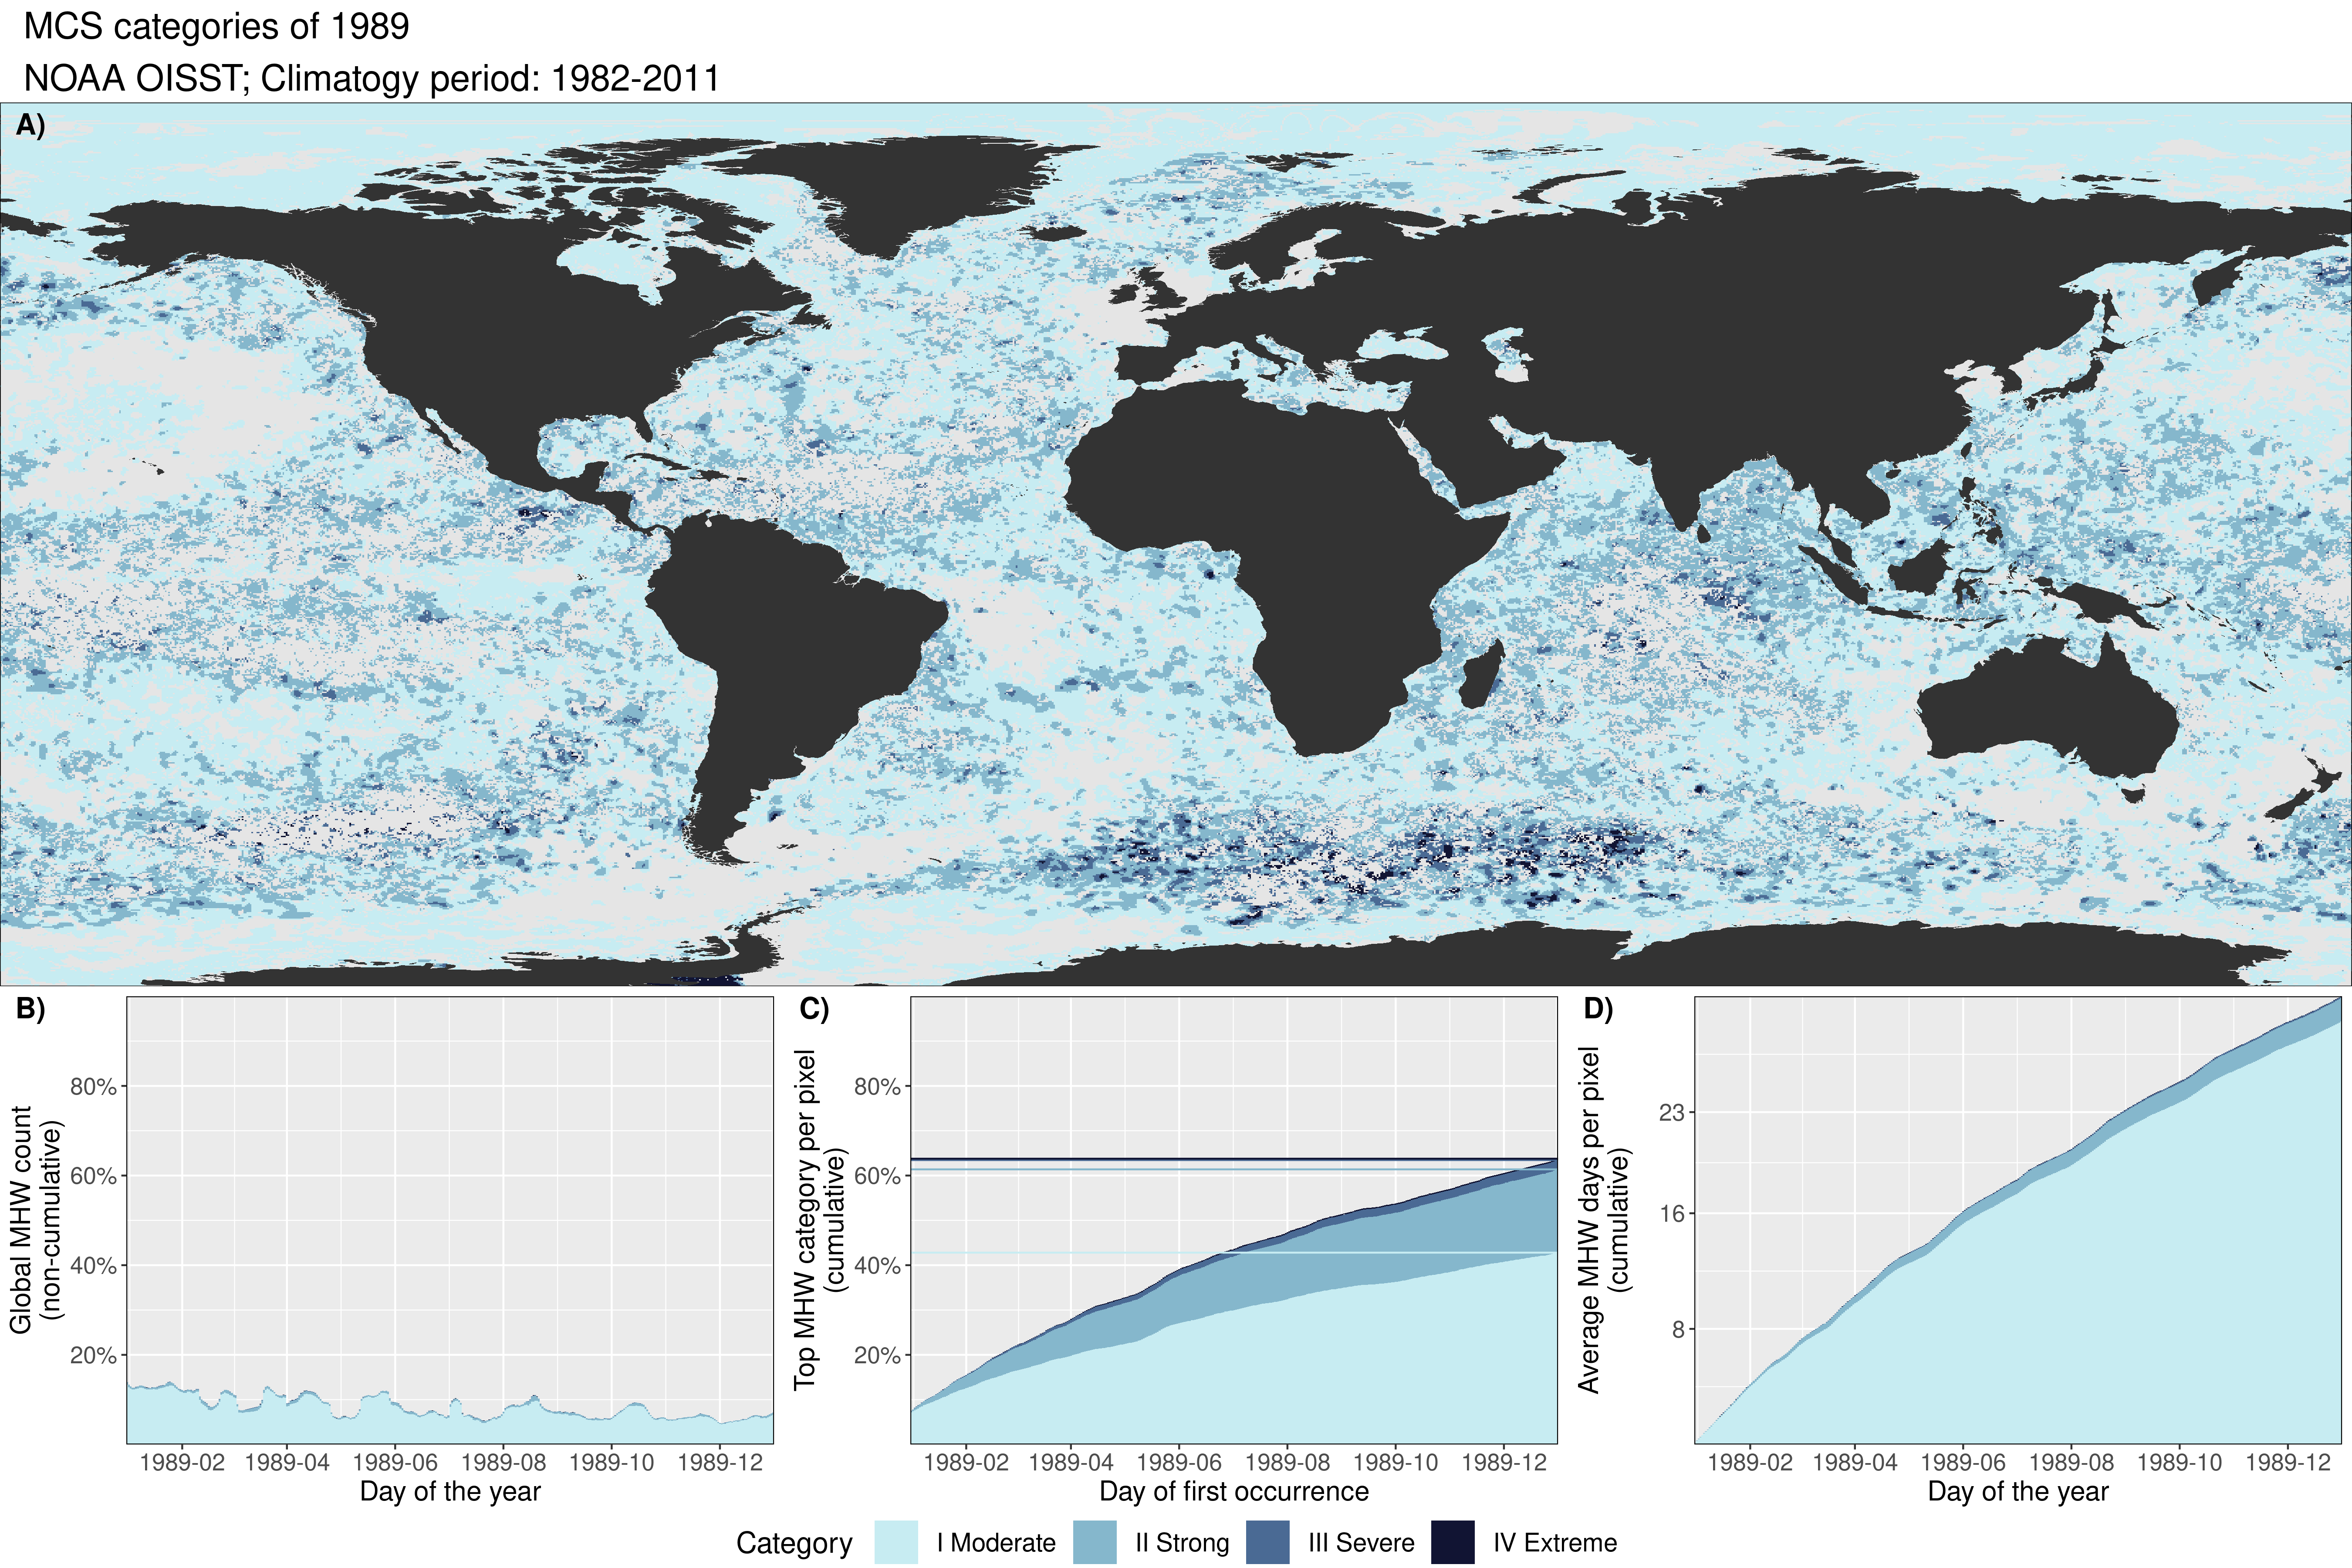 MCS categories of 1989
NOAA OISST; Climatogy period: 1982-2011
A)
B)
Global MHW count
(non-cumulative)
80%
60%
40%
20%
1989-02 1989-04 1989-06 1989-08 1989-10 1989-12
Day of the year
C)
Top MHW category per pixel
(cumulative)
80%
60%
40%
20%
1989-02 1989-04 1989-06 1989-08 1989-10 1989-12
Day of first occurrence
D)
Average MHW days per pixel
(cumulative)
23
16
8
1989-02 1989-04 1989-06 1989-08 1989-10 1989-12
Day of the year
Category I Moderate II Strong III Severe IV Extreme